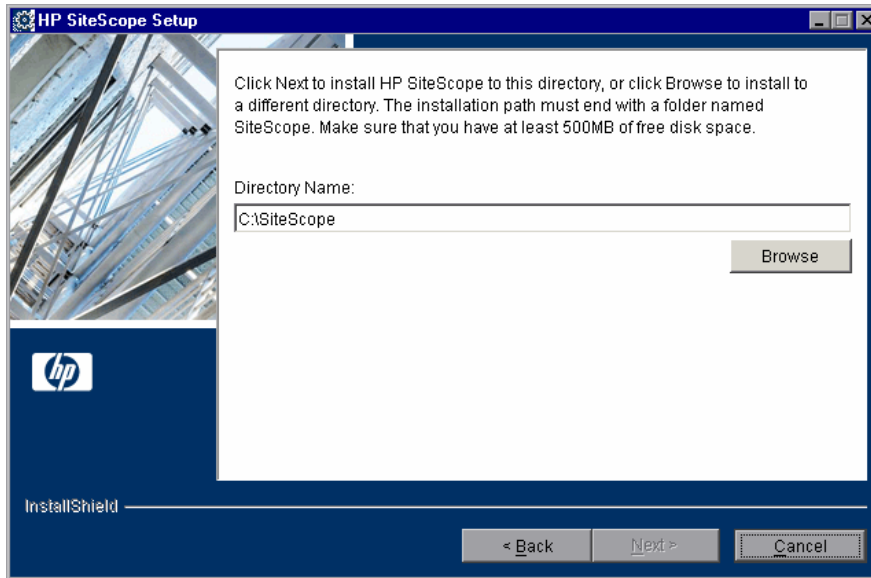 HP SiteScope Setup
Click Next to install HP SiteScope to this directory, or click Browse to install to
a different directory. The installation path must end with a folder named
SiteScope. Make sure that you have at least 500MB of free disk space.
Directory Name:
C:\SiteScope
Browse
hp
InstallShield
< Back
Next >
Cancel